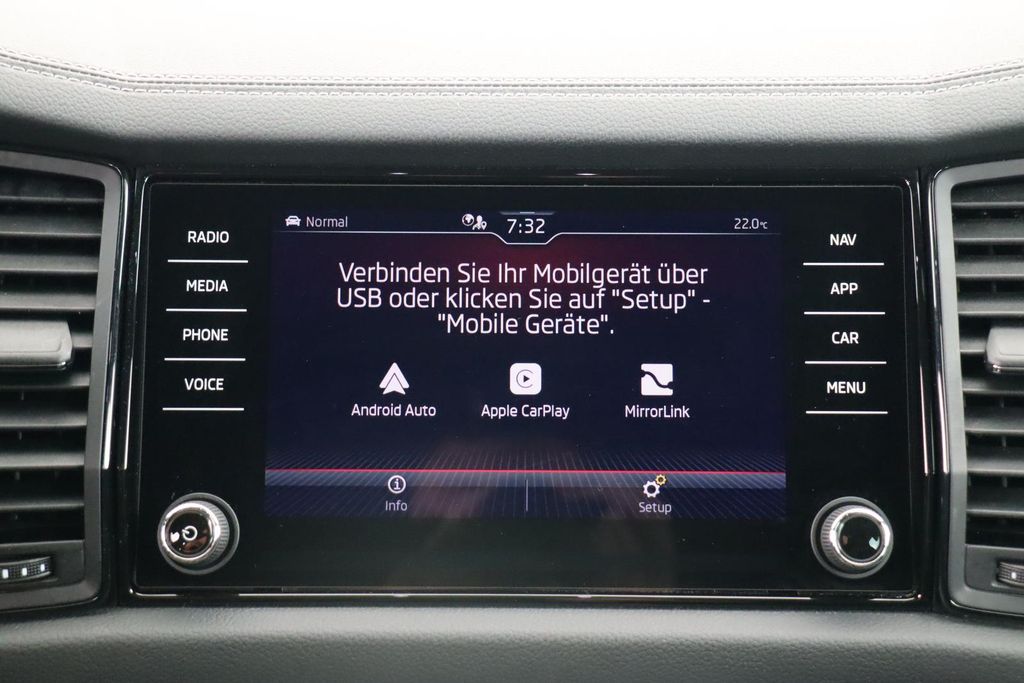 Normal
7:32
22.0°C
RADIO
MEDIA
PHONE
VOICE
NAV
APP
CAR
MENU
Verbinden Sie Ihr Mobilgerät über
USB oder klicken Sie auf "Setup" -
"Mobile Geräte".
Android Auto
Apple CarPlay
MirrorLink
Info
Setup